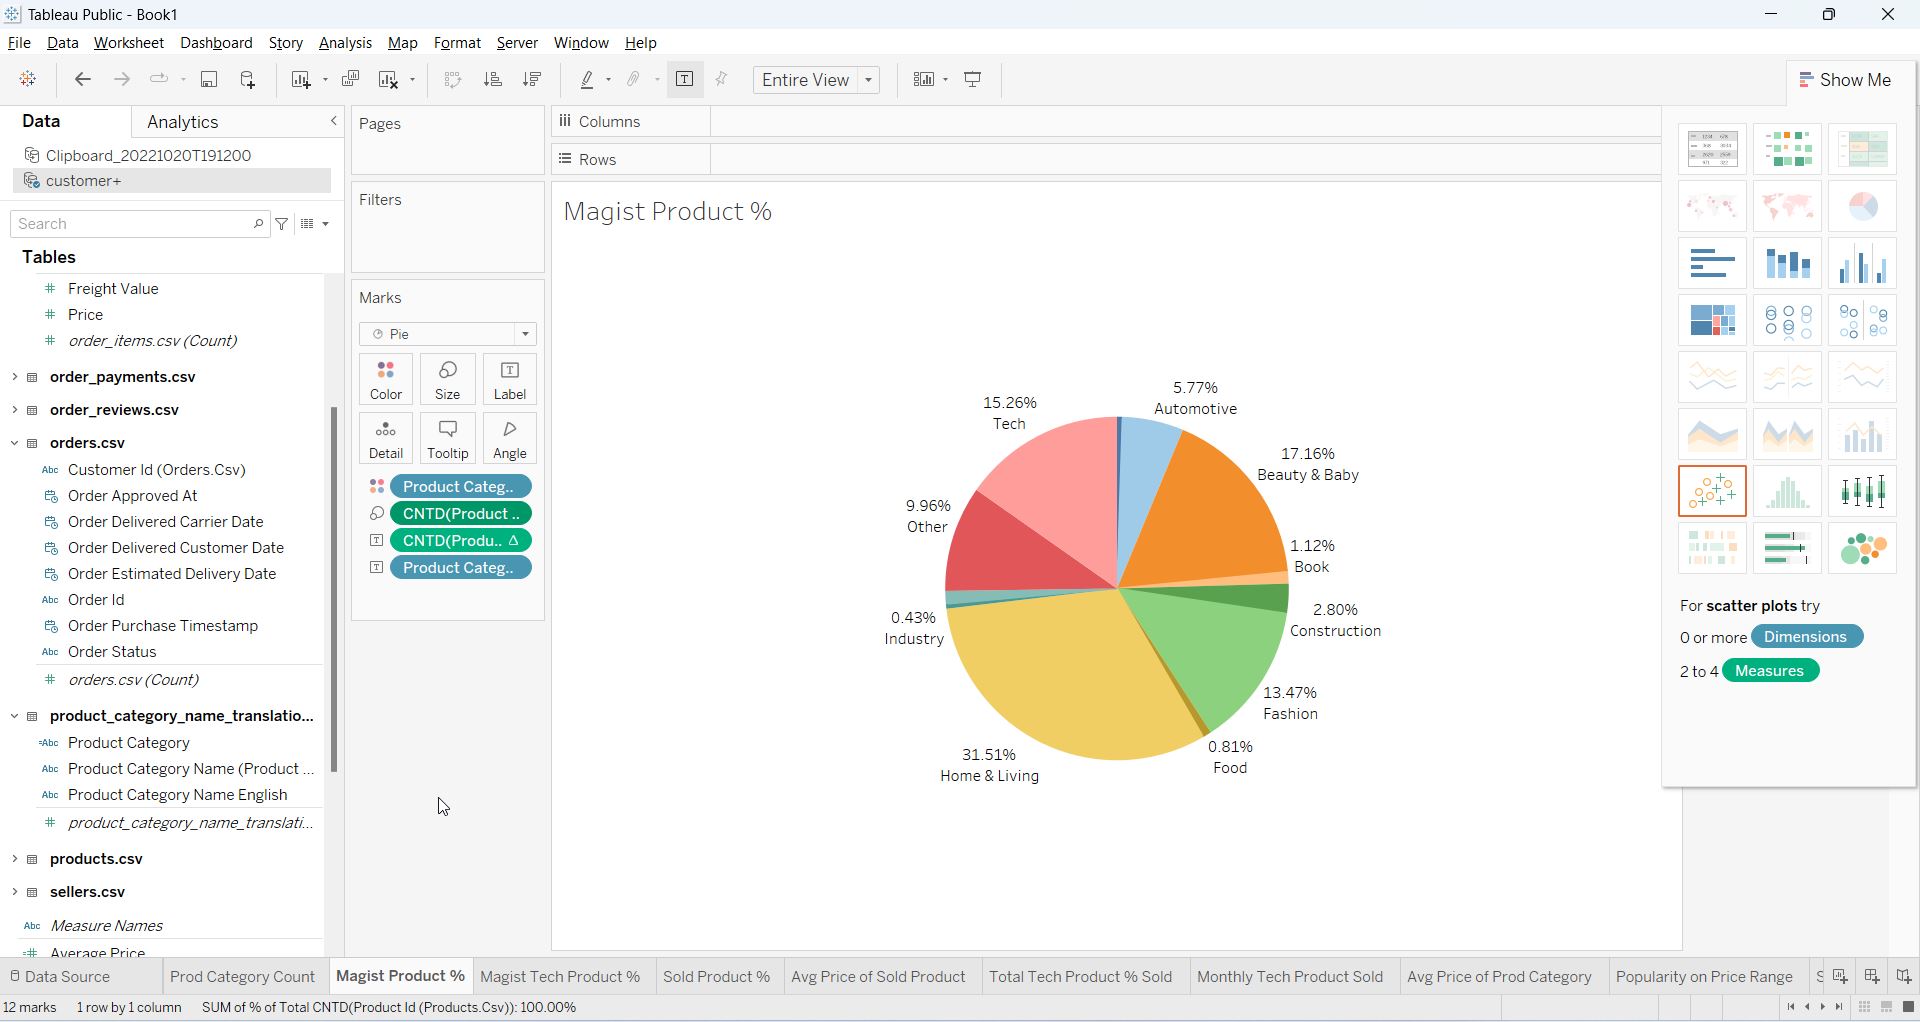 Tableau Public - Book1
File Data Worksheet Dashboard Story Analysis Map Format Server Window Help
Entire View
Show Me
Data
Analytics
Clipboard_20221020T191200
customer+
Search
Tables
# Freight Value
# Price
# order_items.csv (Count)
order_payments.csv
order_reviews.csv
orders.csv
Abc Customer Id (Orders.Csv)
Order Approved At
Order Delivered Carrier Date
Order Delivered Customer Date
Order Estimated Delivery Date
Abc Order Id
Order Purchase Timestamp
Abc Order Status
# orders.csv (Count)
product_category_name_translatio...
=Abc Product Category
Abc Product Category Name (Product ...
Abc Product Category Name English
# product_category_name_translati...
products.csv
sellers.csv
Abc Measure Names
=# Average Price
Pages
Filters
Marks
Pie
Color
Size
Label
Detail
Tooltip
Angle
Product Categ..
CNTD(Product ..
CNTD(Produ.. Δ
Product Categ..
Columns
Rows
Magist Product %
5.77%
Automotive
15.26%
Tech
17.16%
Beauty & Baby
9.96%
Other
1.12%
Book
0.43%
Industry
2.80%
Construction
13.47%
Fashion
31.51%
Home & Living
0.81%
Food
For scatter plots try
0 or more Dimensions
2 to 4 Measures
Data Source
Prod Category Count
Magist Product %
Magist Tech Product %
Sold Product %
Avg Price of Sold Product
Total Tech Product % Sold
Monthly Tech Product Sold
Avg Price of Prod Category
Popularity on Price Range
12 marks 1 row by 1 column SUM of % of Total CNTD(Product Id (Products.Csv)): 100.00%